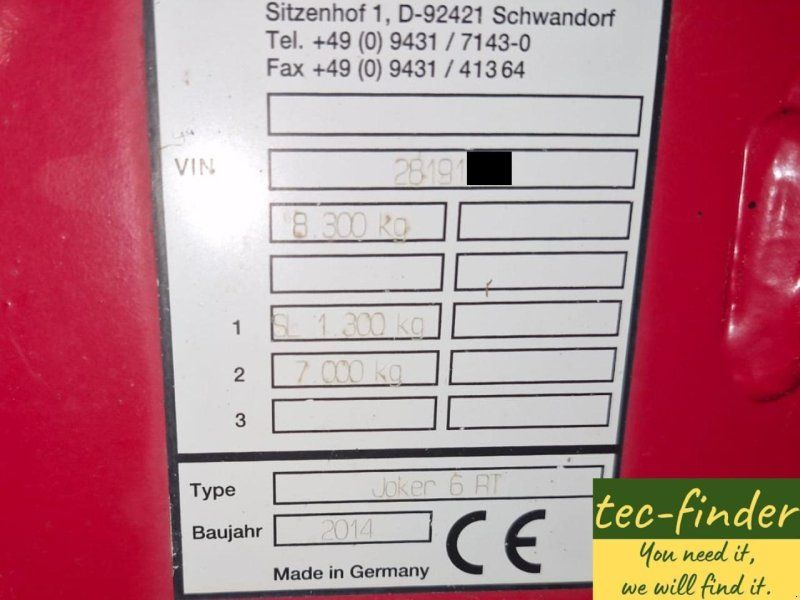 Sitzenhof 1, D-92421 Schwandorf
Tel. +49 (0) 9431 / 7143-0
Fax +49 (0) 9431 / 41364
VIN 28191
8.300 kg
1 SL 1.300 kg
2 7.000 kg
3
Type Joker 6 RT
Baujahr 2014 CE
Made in Germany
tec-finder
You need it,
we will find it.